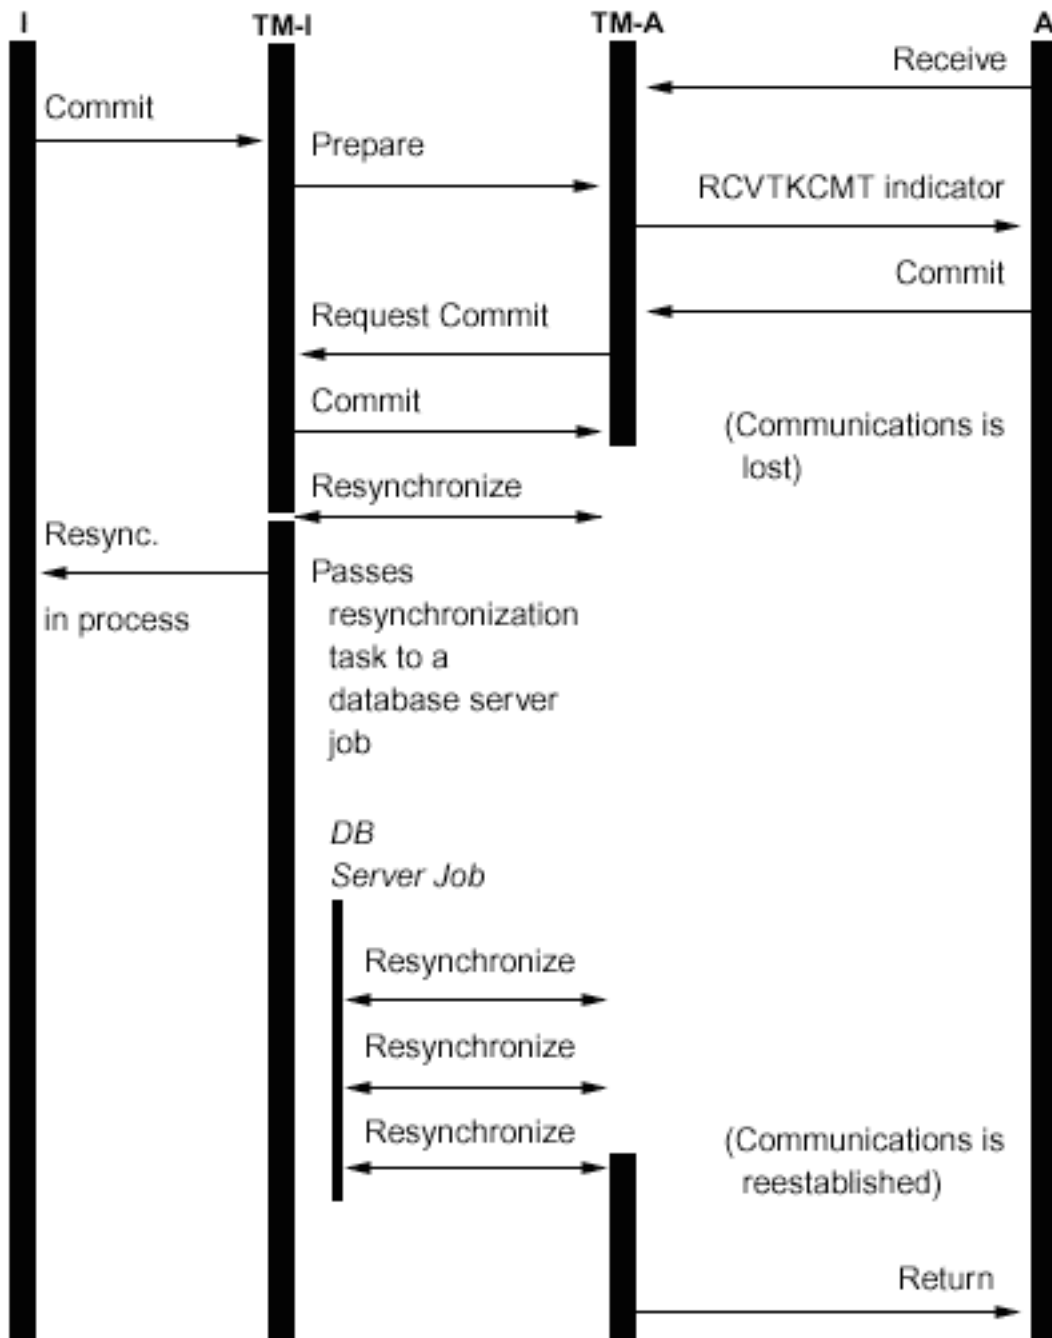 I TM-I TM-A A
Receive
Commit
Prepare
RCVTKCMT indicator
Commit
Request Commit
Commit
(Communications is
lost)
Resynchronize
Resync.
in process
Passes
resynchronization
task to a
database server
job
DB
Server Job
Resynchronize
Resynchronize
Resynchronize
(Communications is
reestablished)
Return